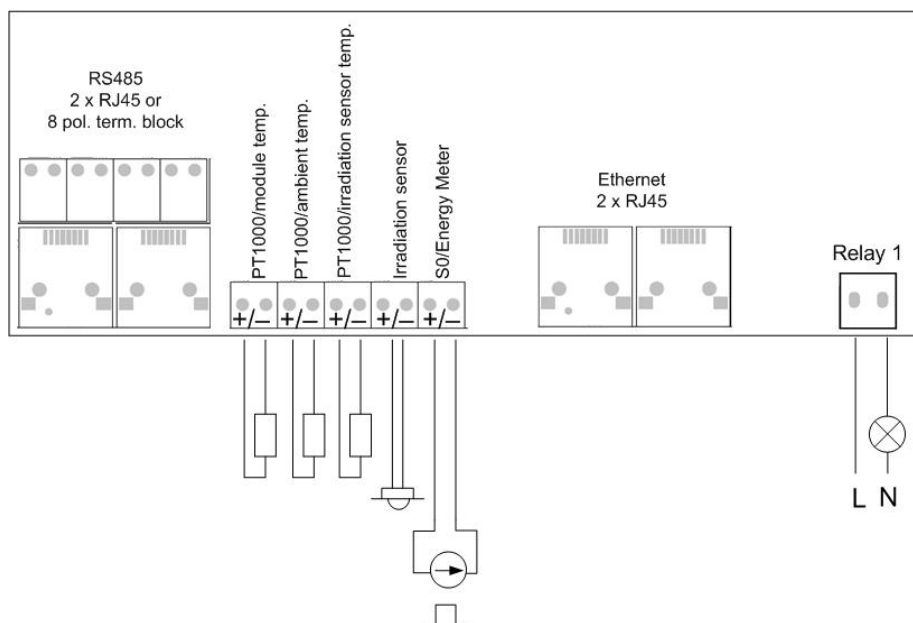 RS485
2 x RJ45 or
8 pol. term. block
PT1000/module temp.
PT1000/ambient temp.
PT1000/irradiation sensor temp.
Irradiation sensor
S0/Energy Meter
Ethernet
2 x RJ45
Relay 1
+/−
+/−
+/−
+/−
+/−
L N